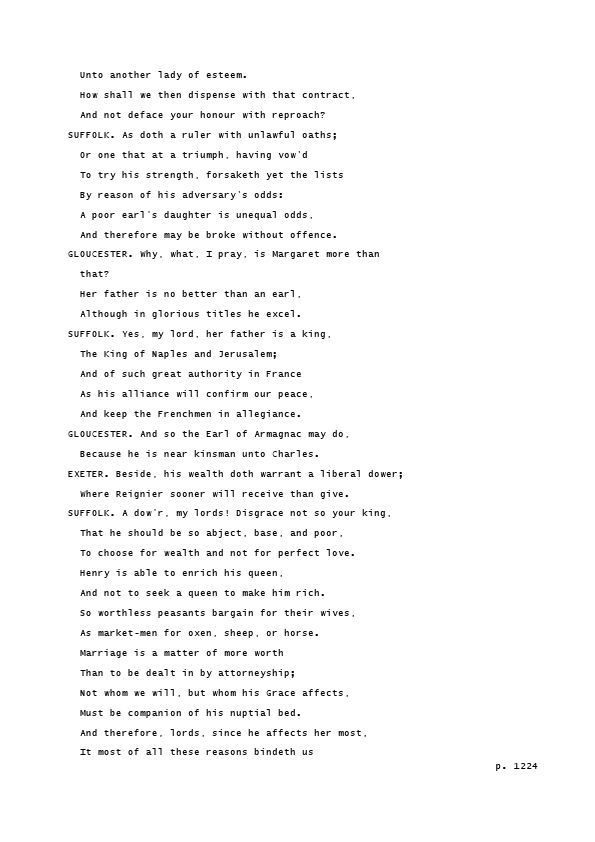 Unto another lady of esteem.
How shall we then dispense with that contract,
And not deface your honour with reproach?
SUFFOLK. As doth a ruler with unlawful oaths;
Or one that at a triumph, having vow'd
To try his strength, forsaketh yet the lists
By reason of his adversary's odds:
A poor earl's daughter is unequal odds,
And therefore may be broke without offence.
GLOUCESTER. Why, what, I pray, is Margaret more than
that?
Her father is no better than an earl,
Although in glorious titles he excel.
SUFFOLK. Yes, my lord, her father is a king,
The King of Naples and Jerusalem;
And of such great authority in France
As his alliance will confirm our peace,
And keep the Frenchmen in allegiance.
GLOUCESTER. And so the Earl of Armagnac may do,
Because he is near kinsman unto Charles.
EXETER. Beside, his wealth doth warrant a liberal dower;
Where Reignier sooner will receive than give.
SUFFOLK. A dow'r, my lords! Disgrace not so your king,
That he should be so abject, base, and poor,
To choose for wealth and not for perfect love.
Henry is able to enrich his queen,
And not to seek a queen to make him rich.
So worthless peasants bargain for their wives,
As market-men for oxen, sheep, or horse.
Marriage is a matter of more worth
Than to be dealt in by attorneyship;
Not whom we will, but whom his Grace affects,
Must be companion of his nuptial bed.
And therefore, lords, since he affects her most,
It most of all these reasons bindeth us
p. 1224